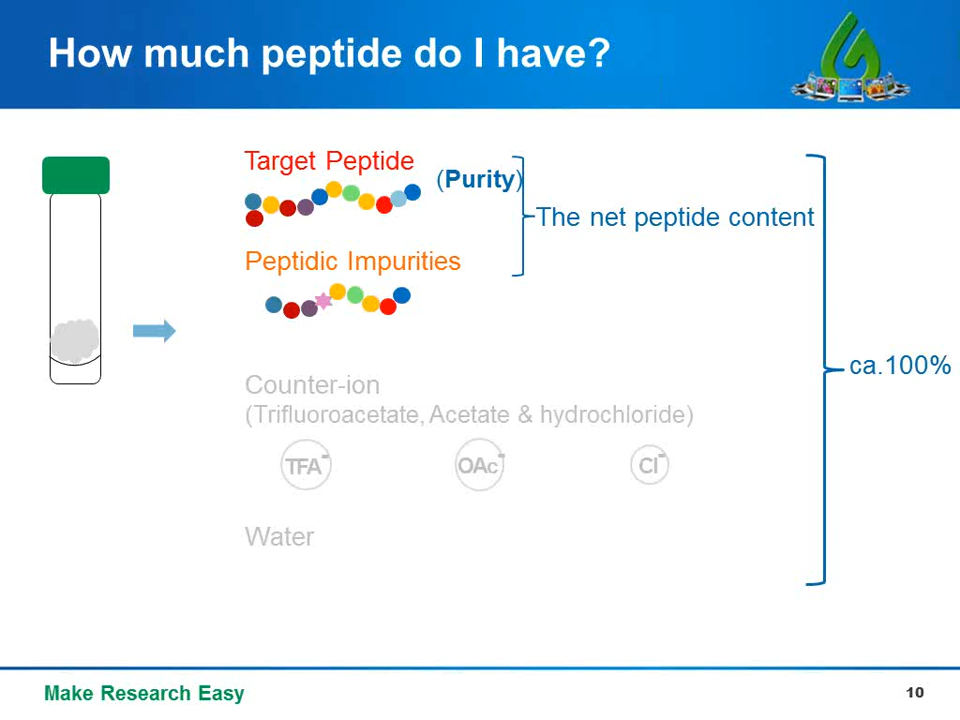 How much peptide do I have?
Target Peptide
(Purity)
The net peptide content
Peptidic Impurities
ca.100%
Counter-ion
(Trifluoroacetate, Acetate & hydrochloride)
TFA-
OAc-
Cl-
Water
Make Research Easy
10